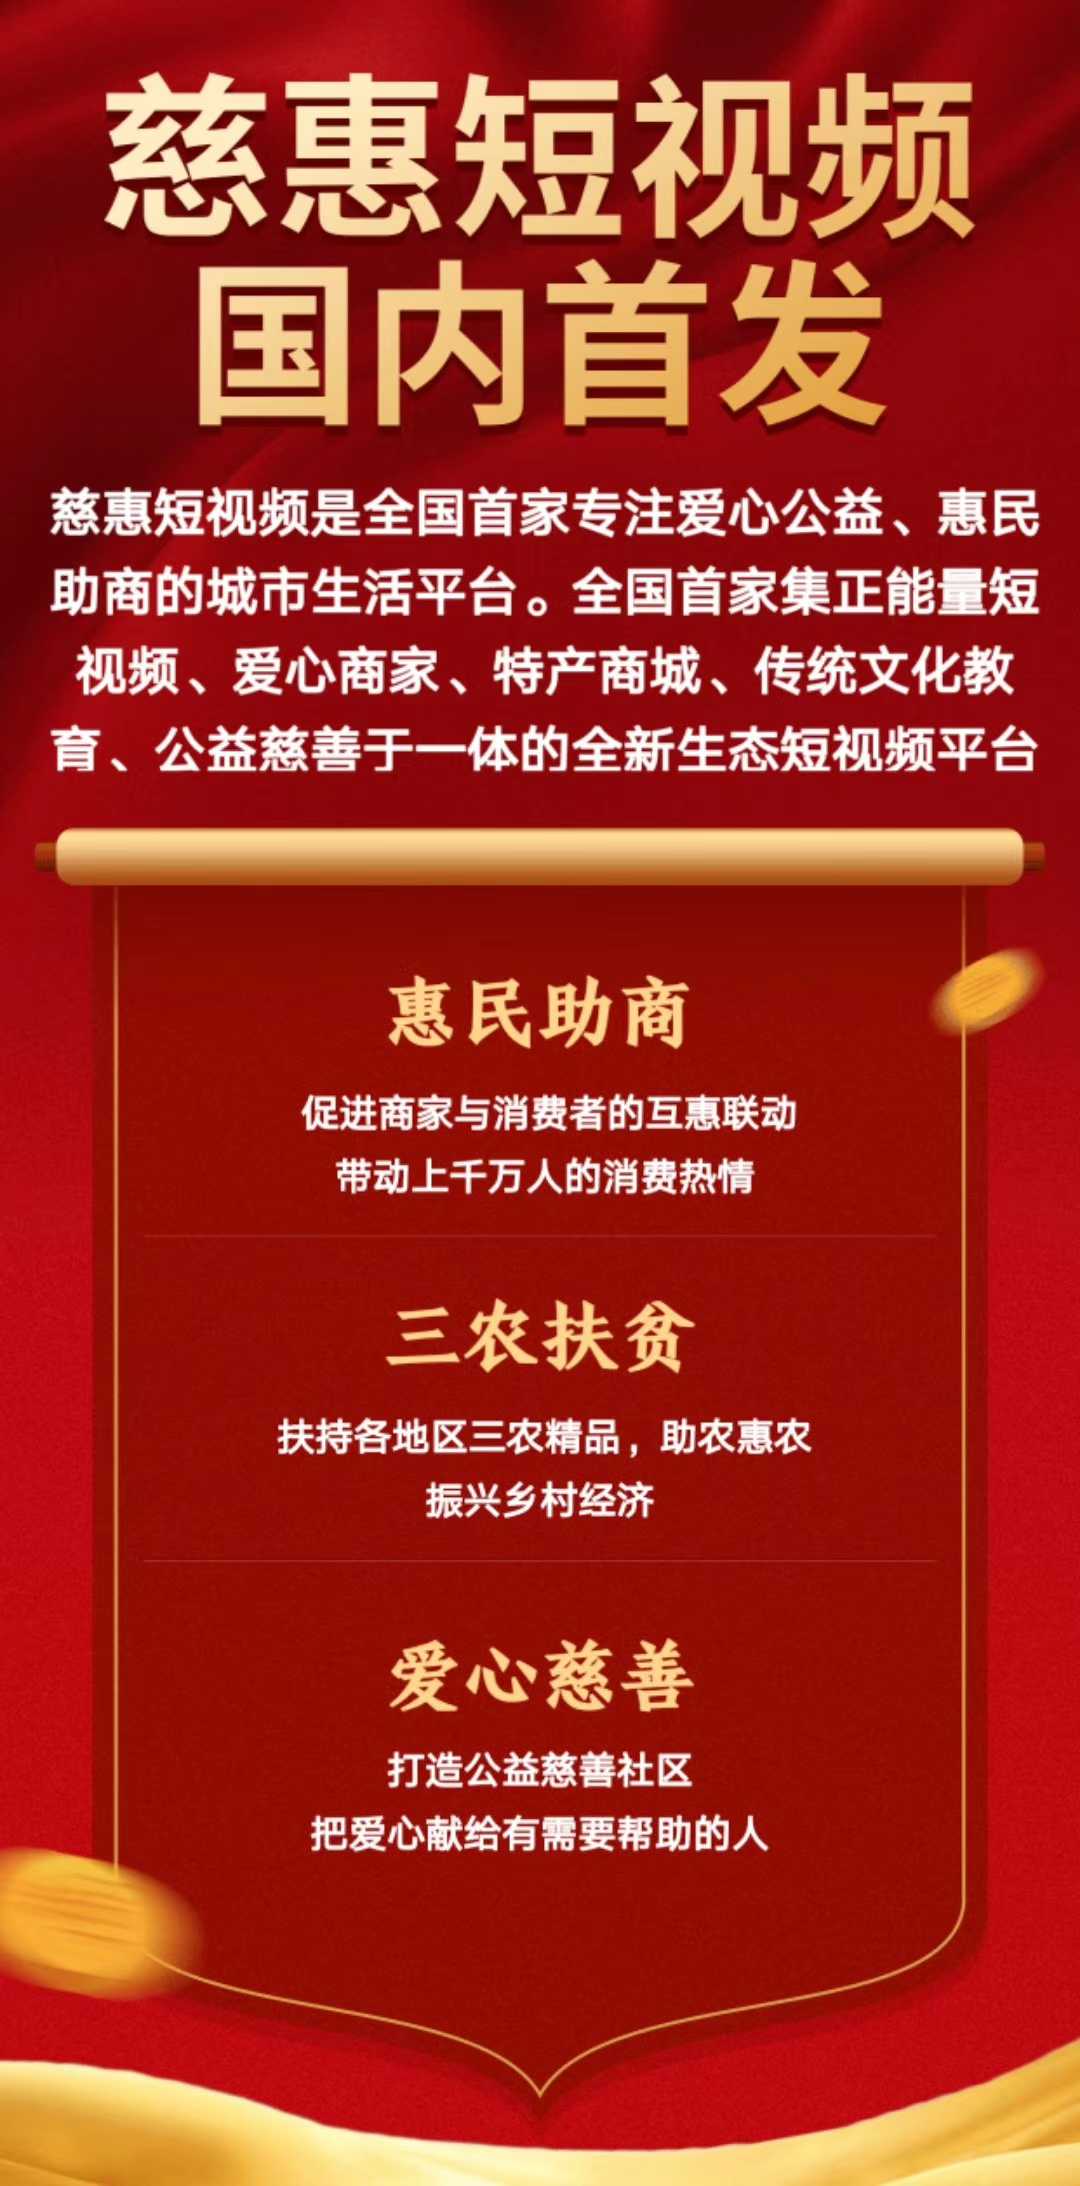 慈惠短视频
国内首发
慈惠短视频是全国首家专注爱心公益、惠民
助商的城市生活平台。全国首家集正能量短
视频、爱心商家、特产商城、传统文化教
育、公益慈善于一体的全新生态短视频平台
惠民助商
促进商家与消费者的互惠联动
带动上千万人的消费热情
三农扶贫
扶持各地区三农精品，助农惠农
振兴乡村经济
爱心慈善
打造公益慈善社区
把爱心献给有需要帮助的人